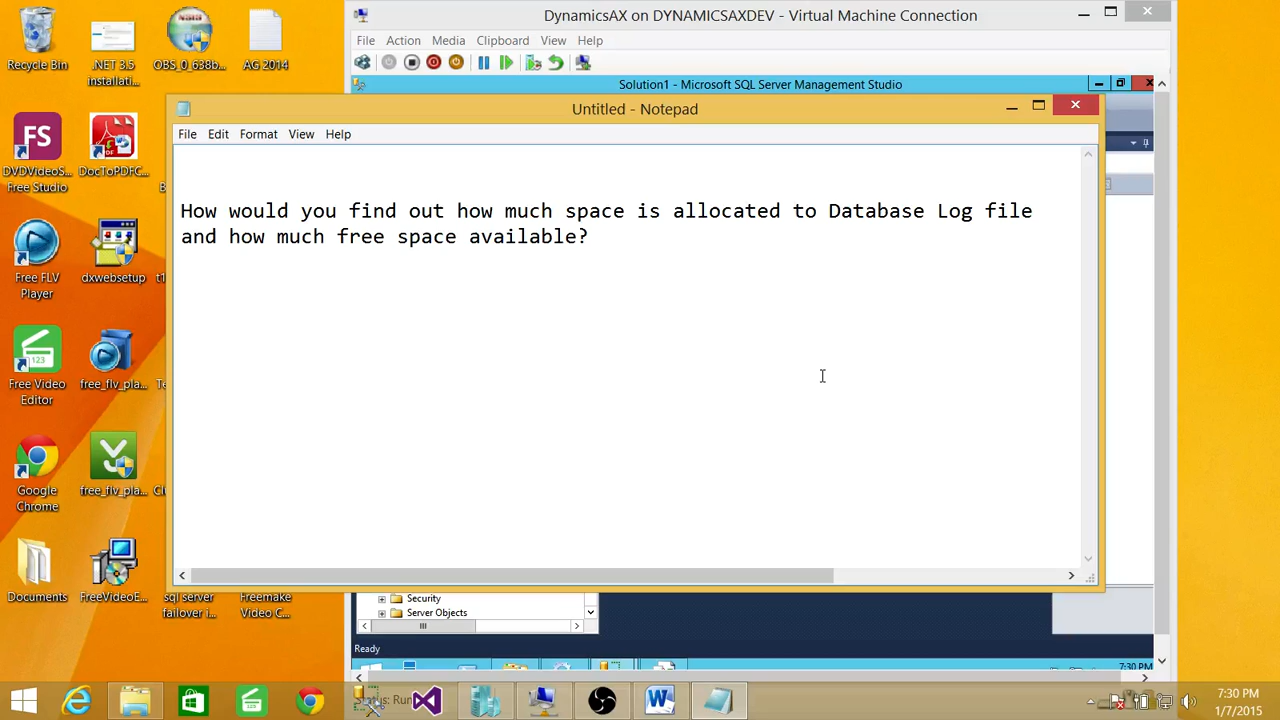 DynamicsAX on DYNAMICSAXDEV - Virtual Machine Connection
File Action Media Clipboard View Help
Solution1 - Microsoft SQL Server Management Studio
Untitled - Notepad
File Edit Format View Help
How would you find out how much space is allocated to Database Log file
and how much free space available?
Recycle Bin
.NET 3.5
installati...
OBS_0_638b...
AG 2014
DVDVideoS...
Free Studio
DocToPDFC...
Free FLV
Player
dxwebsetup
Free Video
Editor
free_flv_pla...
Google
Chrome
free_flv_pla...
Documents
FreeVideoE...
sql server
failover i...
Freemake
Video C...
Security
Server Objects
Ready
7:30 PM
7:30 PM
1/7/2015